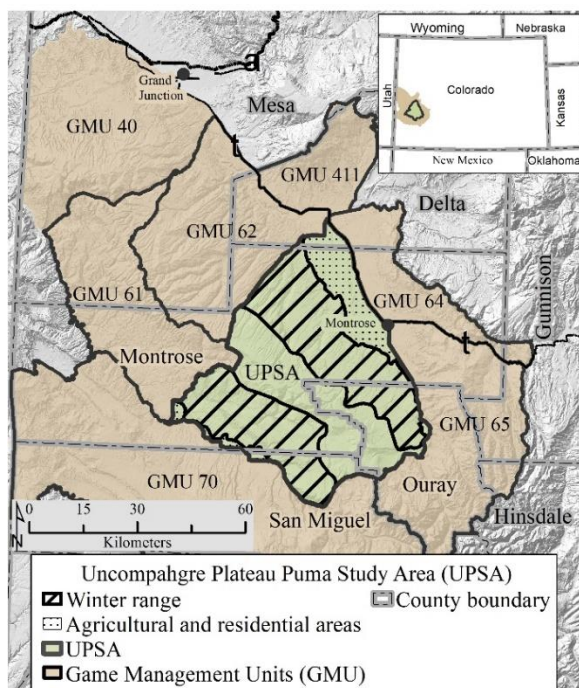 Wyoming
Nebraska
Utah
Colorado
Kansas
New Mexico
Oklahoma
Grand
Junction
Mesa
a
GMU 40
t
GMU 411
Delta
GMU 62
GMU 61
GMU 64
Gunnison
Montrose
t
Montrose
UPSA
GMU 65
GMU 70
Ouray
San Miguel
Hinsdale
N
0 15 30 60
Kilometers
Uncompahgre Plateau Puma Study Area (UPSA)
Winter range
County boundary
Agricultural and residential areas
UPSA
Game Management Units (GMU)